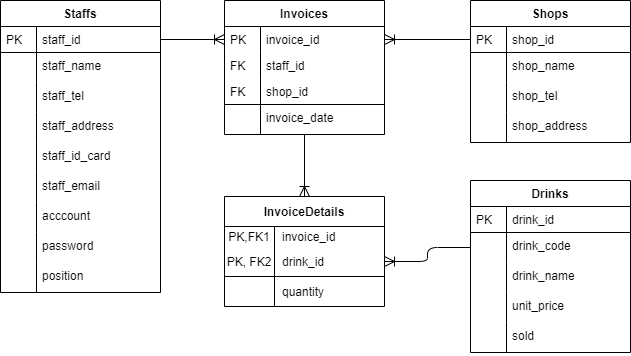 Staffs
PK staff_id
staff_name
staff_tel
staff_address
staff_id_card
staff_email
acccount
password
position
Invoices
PK invoice_id
FK staff_id
FK shop_id
invoice_date
Shops
PK shop_id
shop_name
shop_tel
shop_address
InvoiceDetails
PK,FK1 invoice_id
PK, FK2 drink_id
quantity
Drinks
PK drink_id
drink_code
drink_name
unit_price
sold